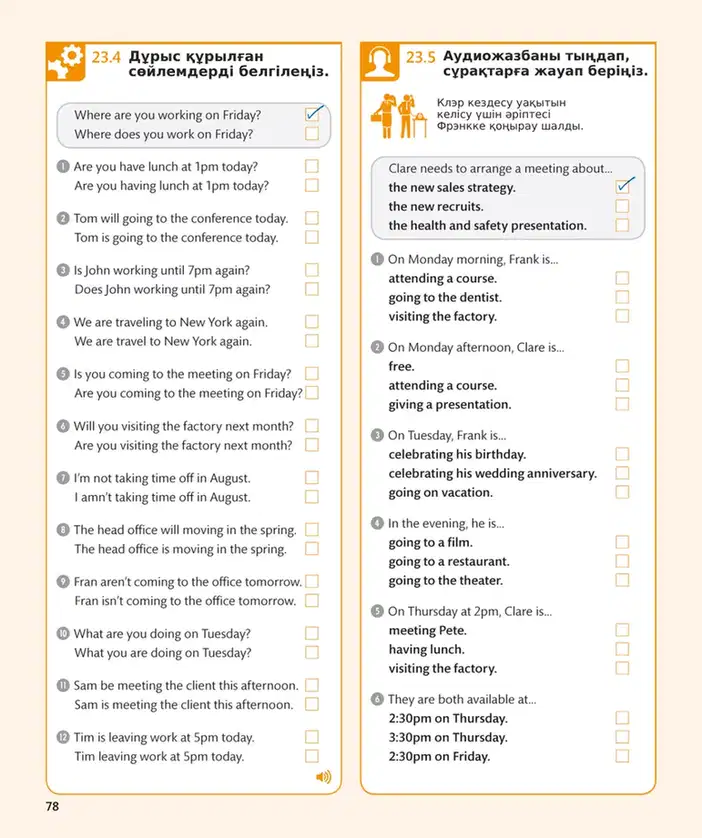 23.4 Дұрыс құрылған
сөйлемдерді белгілеңіз.
Where are you working on Friday?
Where does you work on Friday?
1 Are you have lunch at 1pm today?
Are you having lunch at 1pm today?
2 Tom will going to the conference today.
Tom is going to the conference today.
3 Is John working until 7pm again?
Does John working until 7pm again?
4 We are traveling to New York again.
We are travel to New York again.
5 Is you coming to the meeting on Friday?
Are you coming to the meeting on Friday?
6 Will you visiting the factory next month?
Are you visiting the factory next month?
7 I'm not taking time off in August.
I amn't taking time off in August.
8 The head office will moving in the spring.
The head office is moving in the spring.
9 Fran aren't coming to the office tomorrow.
Fran isn't coming to the office tomorrow.
10 What are you doing on Tuesday?
What you are doing on Tuesday?
11 Sam be meeting the client this afternoon.
Sam is meeting the client this afternoon.
12 Tim is leaving work at 5pm today.
Tim leaving work at 5pm today.
23.5 Аудиожазбаны тыңдап,
сұрақтарға жауап беріңіз.
Клэр кездесу уақытын
келісу үшін әріптесі
Фрэнкке қоңырау шалды.
Clare needs to arrange a meeting about...
the new sales strategy.
the new recruits.
the health and safety presentation.
1 On Monday morning, Frank is...
attending a course.
going to the dentist.
visiting the factory.
2 On Monday afternoon, Clare is...
free.
attending a course.
giving a presentation.
3 On Tuesday, Frank is...
celebrating his birthday.
celebrating his wedding anniversary.
going on vacation.
4 In the evening, he is...
going to a film.
going to a restaurant.
going to the theater.
5 On Thursday at 2pm, Clare is...
meeting Pete.
having lunch.
visiting the factory.
6 They are both available at...
2:30pm on Thursday.
3:30pm on Thursday.
2:30pm on Friday.
78